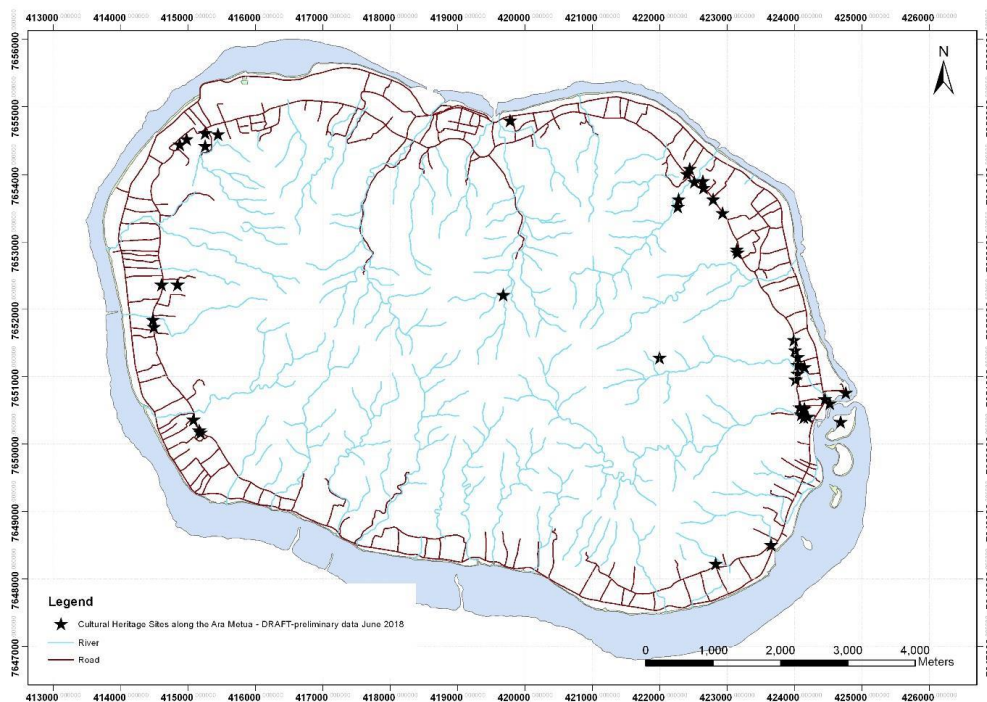 413000 414000 415000 416000 417000 418000 419000 420000 421000 422000 423000 424000 425000 426000
N
7656000
7655000
7654000
7653000
7652000
7651000
7650000
7649000
7648000
7647000
Legend
Cultural Heritage Sites along the Ara Metua - DRAFT-preliminary data June 2018
River
Road
0 1,000 2,000 3,000 4,000
Meters
413000 414000 415000 416000 417000 418000 419000 420000 421000 422000 423000 424000 425000 426000